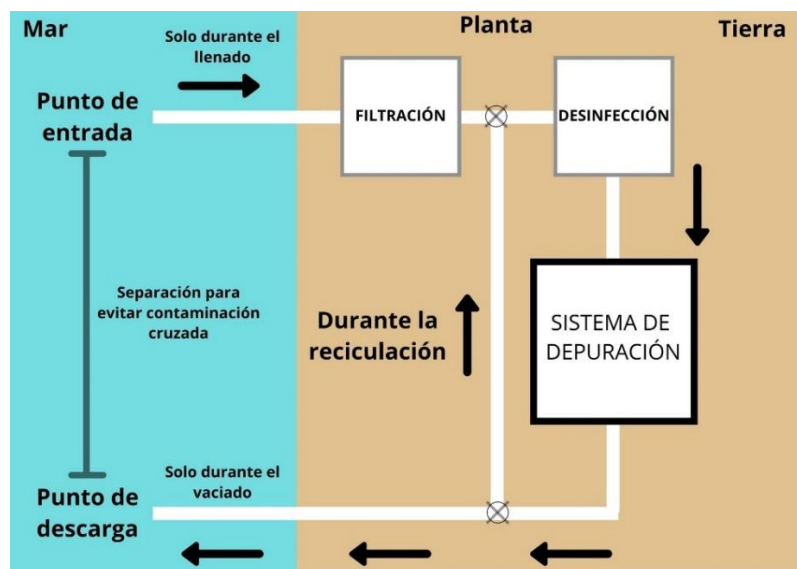 Mar
Planta
Tierra
Solo durante el
llenado
Punto de
entrada
FILTRACIÓN
DESINFECCIÓN
Separación para
evitar contaminación
cruzada
Durante la
reciculación
SISTEMA DE
DEPURACIÓN
Solo durante el
vaciado
Punto de
descarga